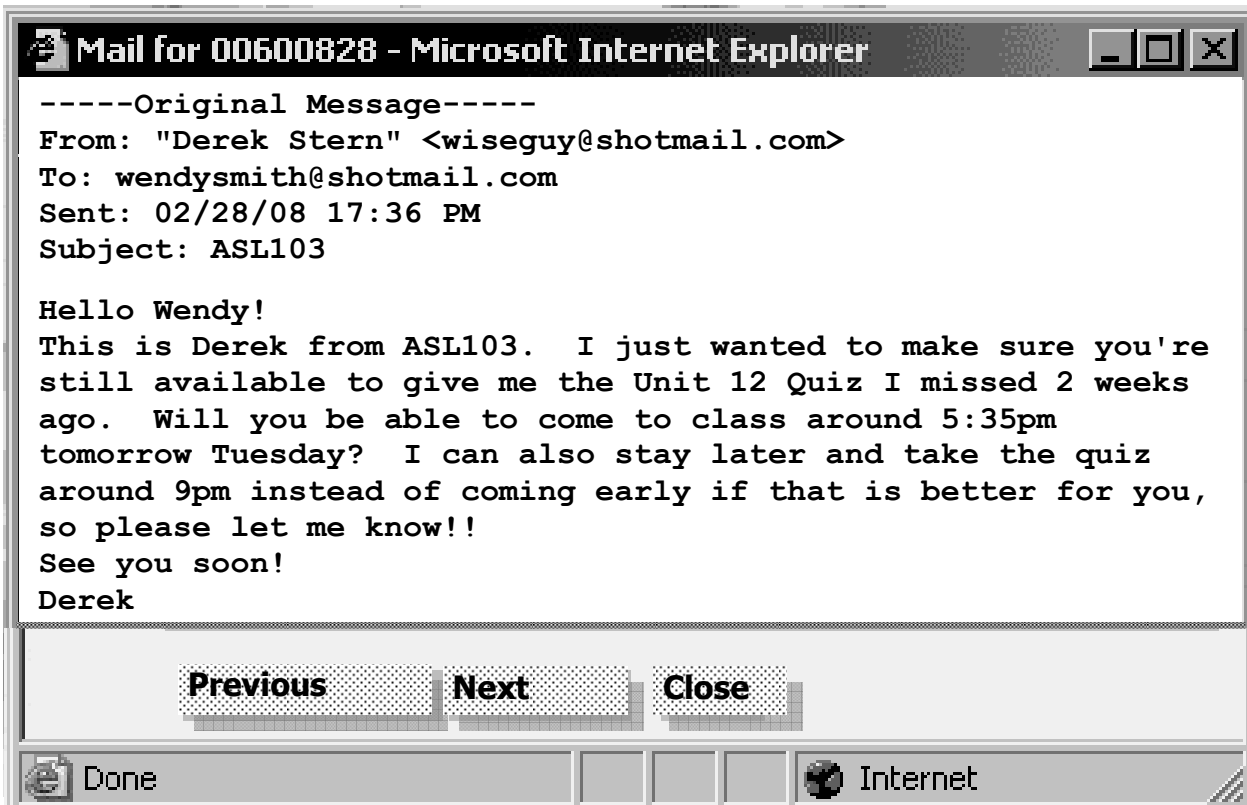 Mail for 00600828 - Microsoft Internet Explorer
-----Original Message-----
From: "Derek Stern" <wiseguy@shotmail.com>
To: wendysmith@shotmail.com
Sent: 02/28/08 17:36 PM
Subject: ASL103
Hello Wendy!
This is Derek from ASL103.  I just wanted to make sure you're
still available to give me the Unit 12 Quiz I missed 2 weeks
ago.  Will you be able to come to class around 5:35pm
tomorrow Tuesday?  I can also stay later and take the quiz
around 9pm instead of coming early if that is better for you,
so please let me know!!
See you soon!
Derek
Previous Next Close
Done Internet